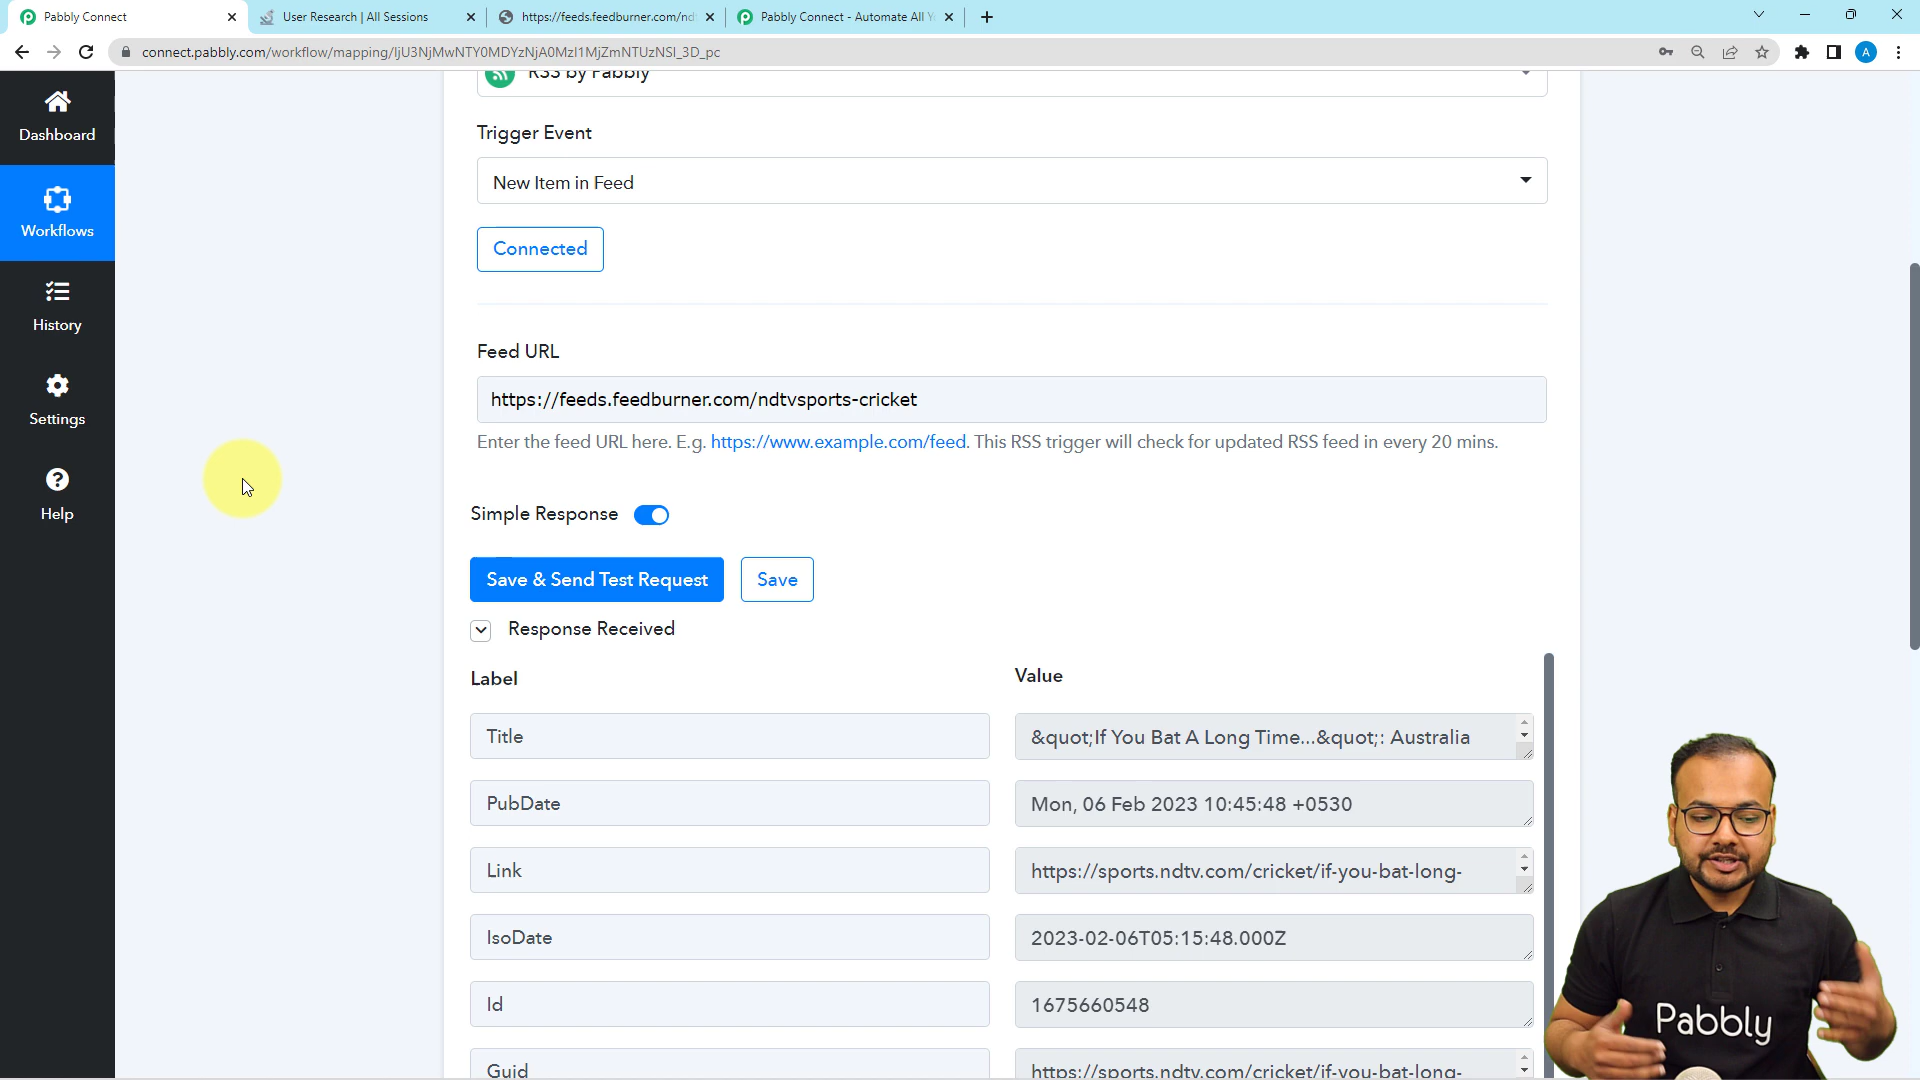 Pabbly Connect
User Research | All Sessions
https://feeds.feedburner.com/nd
Pabbly Connect - Automate All Y
connect.pabbly.com/workflow/mapping/IjU3NjMwNTY0MDYzNjA0MzI1MjZmNTUzNSI_3D_pc
A
Dashboard
Workflows
History
Settings
Help
RSS by Pabbly
Trigger Event
New Item in Feed
Connected
Feed URL
https://feeds.feedburner.com/ndtvsports-cricket
Enter the feed URL here. E.g. https://www.example.com/feed. This RSS trigger will check for updated RSS feed in every 20 mins.
Simple Response
Save & Send Test Request
Save
Response Received
Label
Value
Title
&quot;If You Bat A Long Time...&quot;: Australia
PubDate
Mon, 06 Feb 2023 10:45:48 +0530
Link
https://sports.ndtv.com/cricket/if-you-bat-long-
IsoDate
2023-02-06T05:15:48.000Z
Id
1675660548
Guid
https://sports.ndtv.com/cricket/if-you-bat-long-
Pabbly